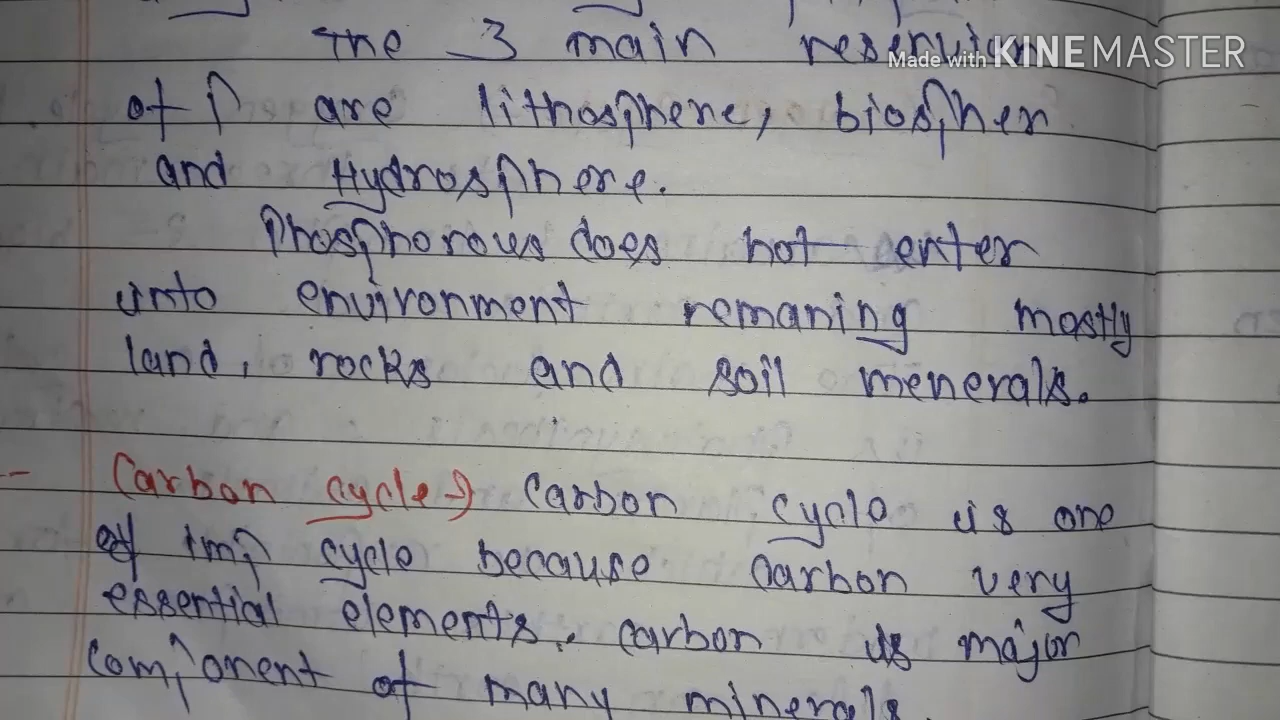 The 3 main
Made with KINEMASTER
of P are lithosphere, biospher
and Hydrosphere.
Phosphorous does not enter
into environment remaning mostly
land, rocks and soil menerals.
Carbon cycle → Carbon cycle is one
of imp cycle because carbon very
essential elements. carbon is major
component of many minerals.